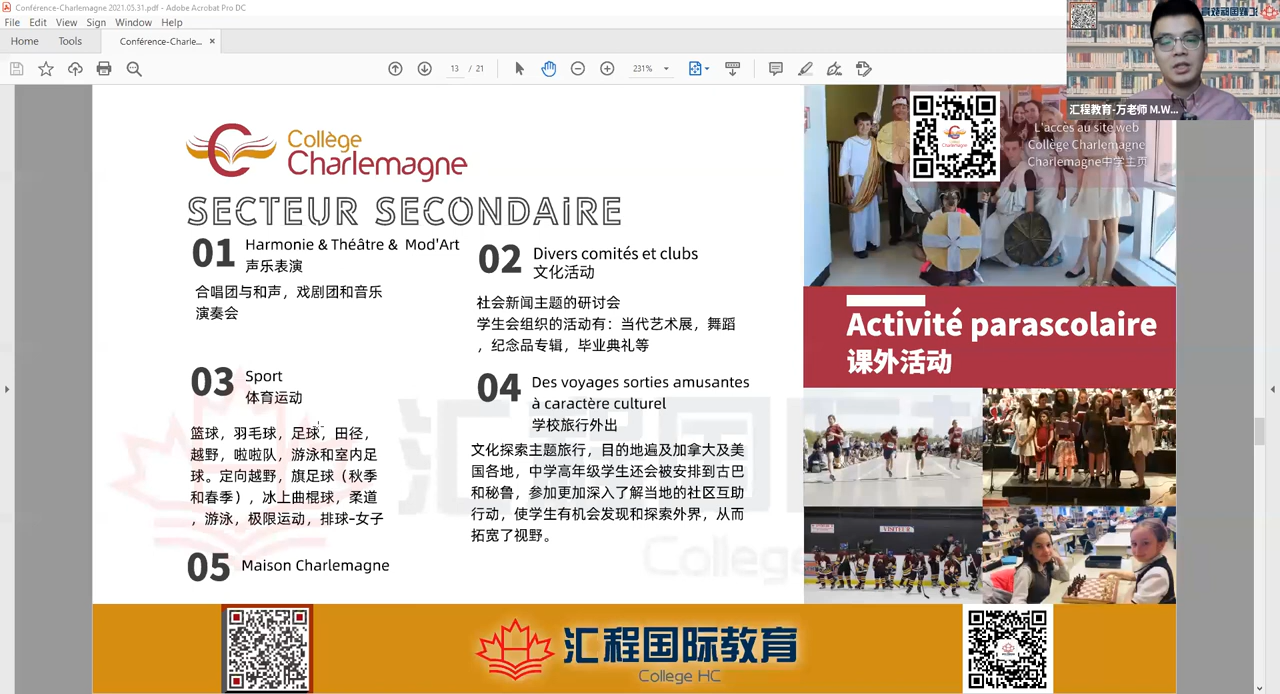 Conférence-Charlemagne 2021.05.31.pdf - Adobe Acrobat Pro DC
File Edit View Sign Window Help
Home Tools Conférence-Charle... ×
13 / 21 231%
汇程教育-万老师 M.W...
Collège
Charlemagne
SECTEUR SECONDAIRE
01 Harmonie & Théâtre & Mod'Art
声乐表演
合唱团与和声，戏剧团和音乐
演奏会
02 Divers comités et clubs
文化活动
社会新闻主题的研讨会
学生会组织的活动有：当代艺术展，舞蹈
，纪念品专辑，毕业典礼等
03 Sport
体育运动
篮球，羽毛球，足球，田径，
越野，啦啦队，游泳和室内足
球。定向越野，旗足球（秋季
和春季），冰上曲棍球，柔道
，游泳，极限运动，排球-女子
04 Des voyages sorties amusantes
à caractère culturel
学校旅行外出
文化探索主题旅行，目的地遍及加拿大及美
国各地，中学高年级学生还会被安排到古巴
和秘鲁，参加更加深入了解当地的社区互助
行动，使学生有机会发现和探索外界，从而
拓宽了视野。
05 Maison Charlemagne
L'accès au site web
Collège Charlemagne
Charlemagne中学主页
Activité parascolaire
课外活动
汇程国际教育
College HC